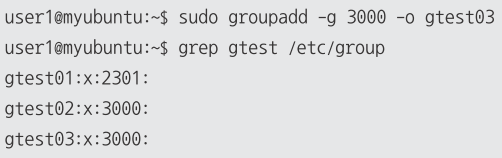 user1@myubuntu:~$ sudo groupadd -g 3000 -o gtest03
user1@myubuntu:~$ grep gtest /etc/group
gtest01:x:2301:
gtest02:x:3000:
gtest03:x:3000: